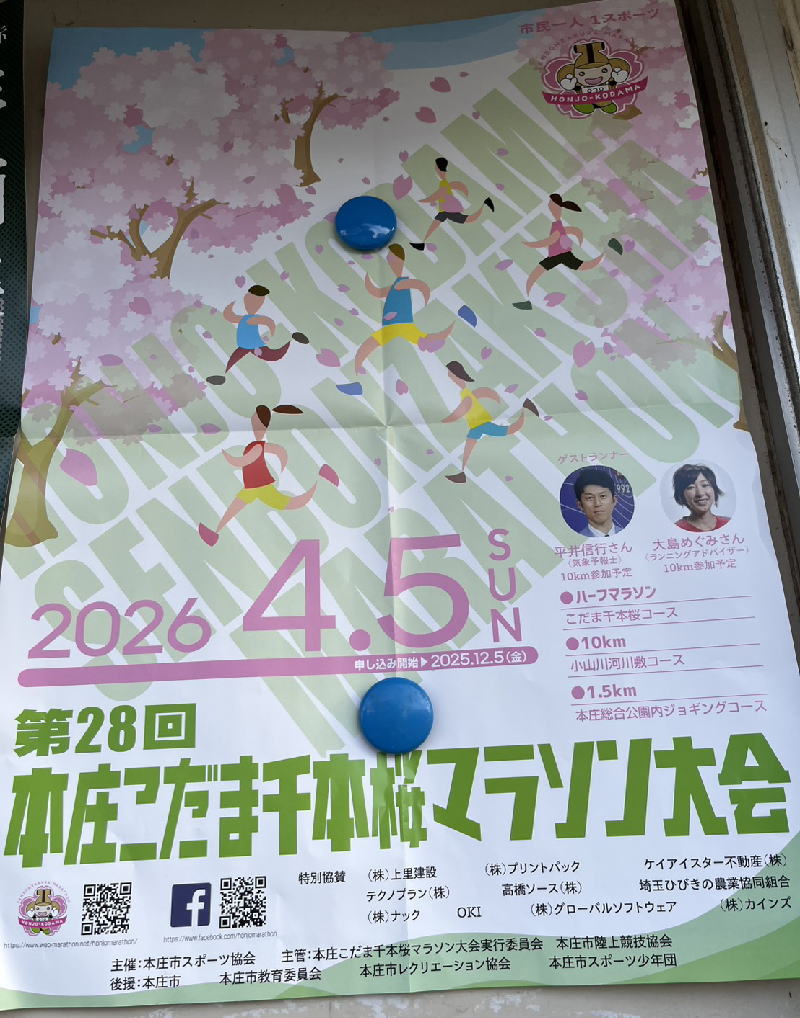 市民一人1スポーツ
HONJO-KODAMA
HONJO KODAMA
SENBONZAKURA
MARATHON
ゲストランナー
平井信行さん
(気象予報士)
10km参加予定
大島めぐみさん
(ランニングアドバイザー)
10km参加予定
●ハーフマラソン
こだま千本桜コース
●10km
小山川河川敷コース
●1.5km
本庄総合公園内ジョギングコース
2026 4.5 SUN
申し込み開始▶2025.12.5(金)
第28回
本庄こだま千本桜マラソン大会
特別協賛 (株)上里建設 (株)プリントパック ケイアイスター不動産(株)
テクノプラン(株) 高橋ソース(株) 埼玉ひびきの農業協同組合
(株)ナック OKI (株)グローバルソフトウェア (株)カインズ
https://www.facebook.com/honjomarathon/
主催:本庄市スポーツ協会 主管:本庄こだま千本桜マラソン大会実行委員会 本庄市陸上競技協会
後援:本庄市 本庄市教育委員会 本庄市レクリエーション協会 本庄市スポーツ少年団